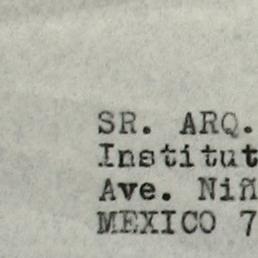 SR. ARQ.
Institut
Ave. Niñ
MEXICO 7